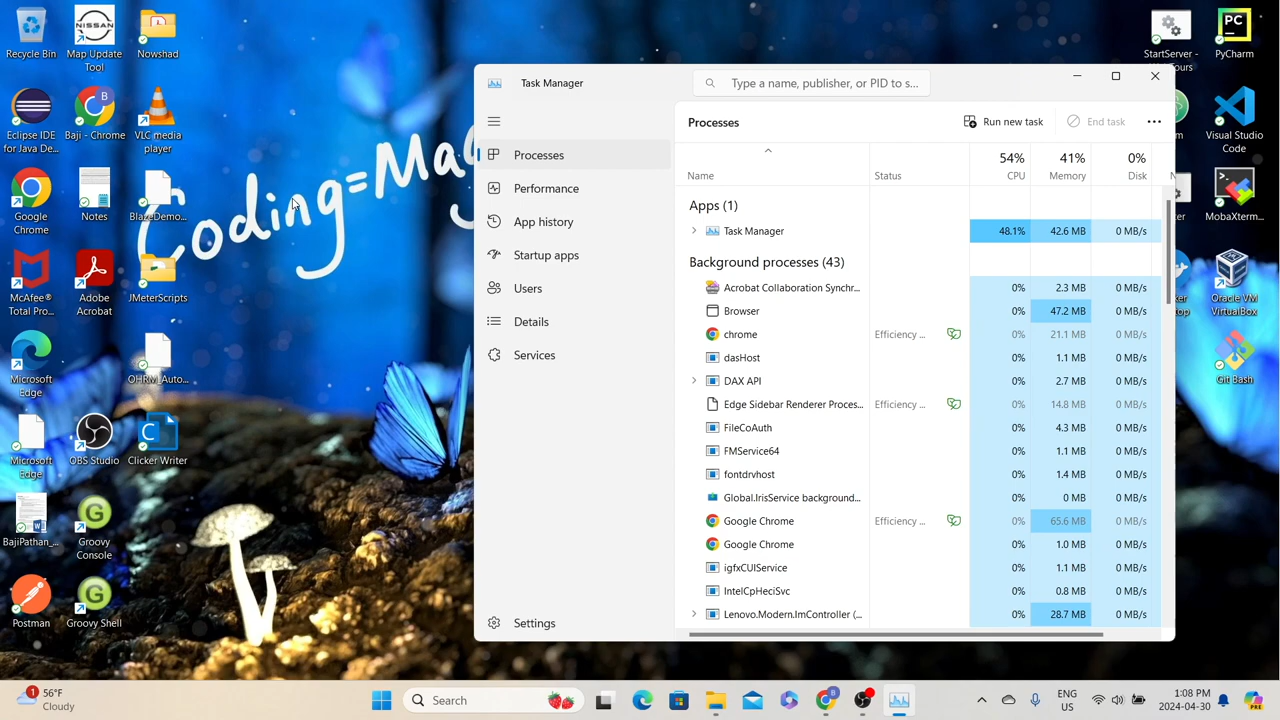 Recycle Bin
NISSAN
Map Update
Tool
Nowshad
Eclipse IDE
for Java De...
Baji - Chrome
VLC media
player
Google
Chrome
Notes
BlazeDemo...
McAfee®
Total Pro...
Adobe
Acrobat
JMeterScripts
Microsoft
Edge
OHRM_Auto...
Microsoft
Edge
OBS Studio
Clicker Writer
BajiPathan_...
Groovy
Console
Postman
Groovy Shell
Coding=Ma
Task Manager
Type a name, publisher, or PID to s...
Processes
Performance
App history
Startup apps
Users
Details
Services
Settings
Processes
Run new task
End task
54% 41% 0%
Name Status CPU Memory Disk N
Apps (1)
Task Manager 48.1% 42.6 MB 0 MB/s
Background processes (43)
Acrobat Collaboration Synchr... 0% 2.3 MB 0 MB/s
Browser 0% 47.2 MB 0 MB/s
chrome Efficiency ... 0% 21.1 MB 0 MB/s
dasHost 0% 1.1 MB 0 MB/s
DAX API 0% 2.7 MB 0 MB/s
Edge Sidebar Renderer Proces... Efficiency ... 0% 14.8 MB 0 MB/s
FileCoAuth 0% 4.3 MB 0 MB/s
FMService64 0% 1.1 MB 0 MB/s
fontdrvhost 0% 1.4 MB 0 MB/s
Global.IrisService background... 0% 0 MB 0 MB/s
Google Chrome Efficiency ... 0% 65.6 MB 0 MB/s
Google Chrome 0% 1.0 MB 0 MB/s
igfxCUIService 0% 1.1 MB 0 MB/s
IntelCpHeciSvc 0% 0.8 MB 0 MB/s
Lenovo.Modern.ImController (... 0% 28.7 MB 0 MB/s
StartServer -
Tours
PC
PyCharm
Visual Studio
Code
MobaXterm...
Oracle VM
VirtualBox
Git Bash
1
56°F
Cloudy
Search
B
ENG
US
1:08 PM
2024-04-30
PRE